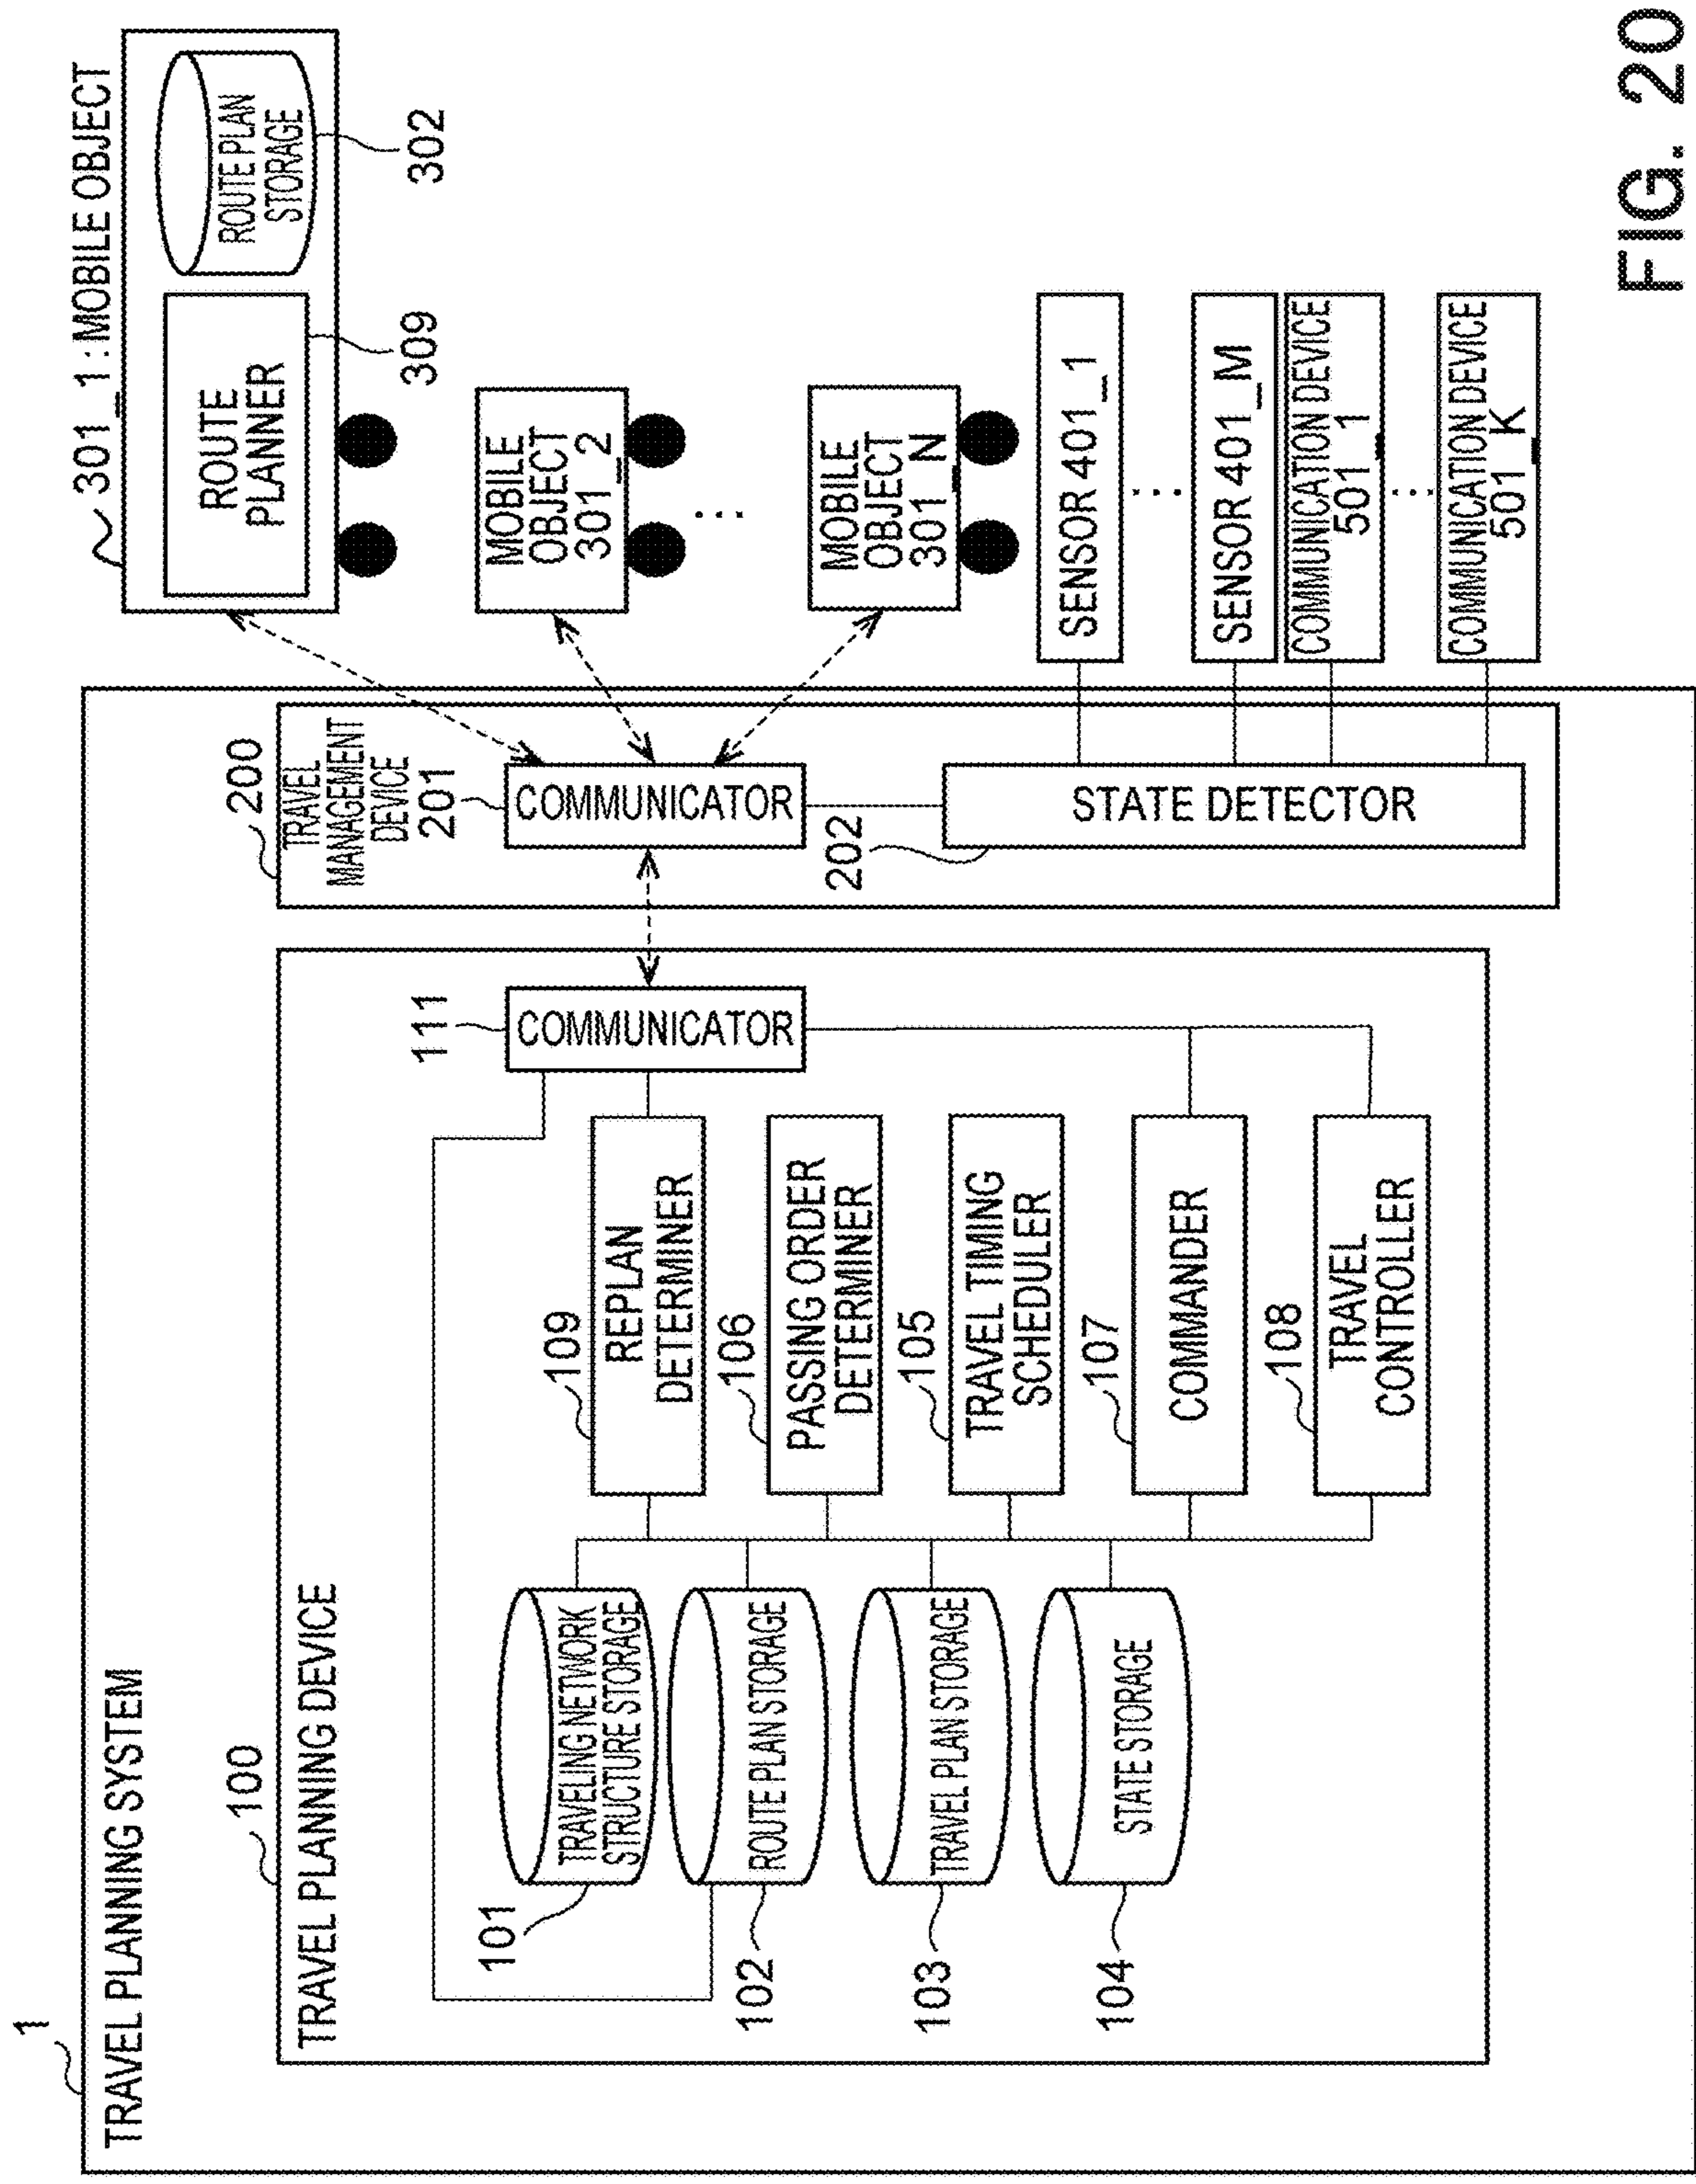 1
TRAVEL PLANNING SYSTEM
100
TRAVEL PLANNING DEVICE
101
TRAVELING NETWORK
STRUCTURE STORAGE
102
ROUTE PLAN STORAGE
103
TRAVEL PLAN STORAGE
104
STATE STORAGE
109
REPLAN
DETERMINER
106
PASSING ORDER
DETERMINER
105
TRAVEL TIMING
SCHEDULER
107
COMMANDER
108
TRAVEL
CONTROLLER
111
COMMUNICATOR
200
TRAVEL
MANAGEMENT
DEVICE
201
COMMUNICATOR
202
STATE DETECTOR
301_1 : MOBILE OBJECT
ROUTE
PLANNER
309
ROUTE PLAN
STORAGE
302
MOBILE
OBJECT
301_2
...
MOBILE
OBJECT
301_N
SENSOR 401_1
...
SENSOR 401_M
COMMUNICATION DEVICE
501_1
...
COMMUNICATION DEVICE
501_K
FIG. 20